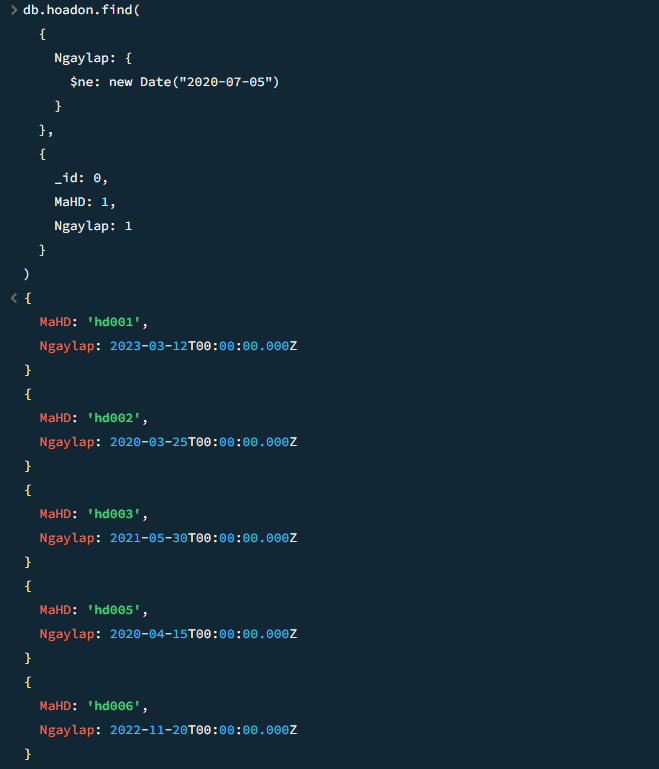 > db.hoadon.find(
{
Ngaylap: {
$ne: new Date("2020-07-05")
}
},
{
_id: 0,
MaHD: 1,
Ngaylap: 1
}
)
< {
MaHD: 'hd001',
Ngaylap: 2023-03-12T00:00:00.000Z
}
{
MaHD: 'hd002',
Ngaylap: 2020-03-25T00:00:00.000Z
}
{
MaHD: 'hd003',
Ngaylap: 2021-05-30T00:00:00.000Z
}
{
MaHD: 'hd005',
Ngaylap: 2020-04-15T00:00:00.000Z
}
{
MaHD: 'hd006',
Ngaylap: 2022-11-20T00:00:00.000Z
}